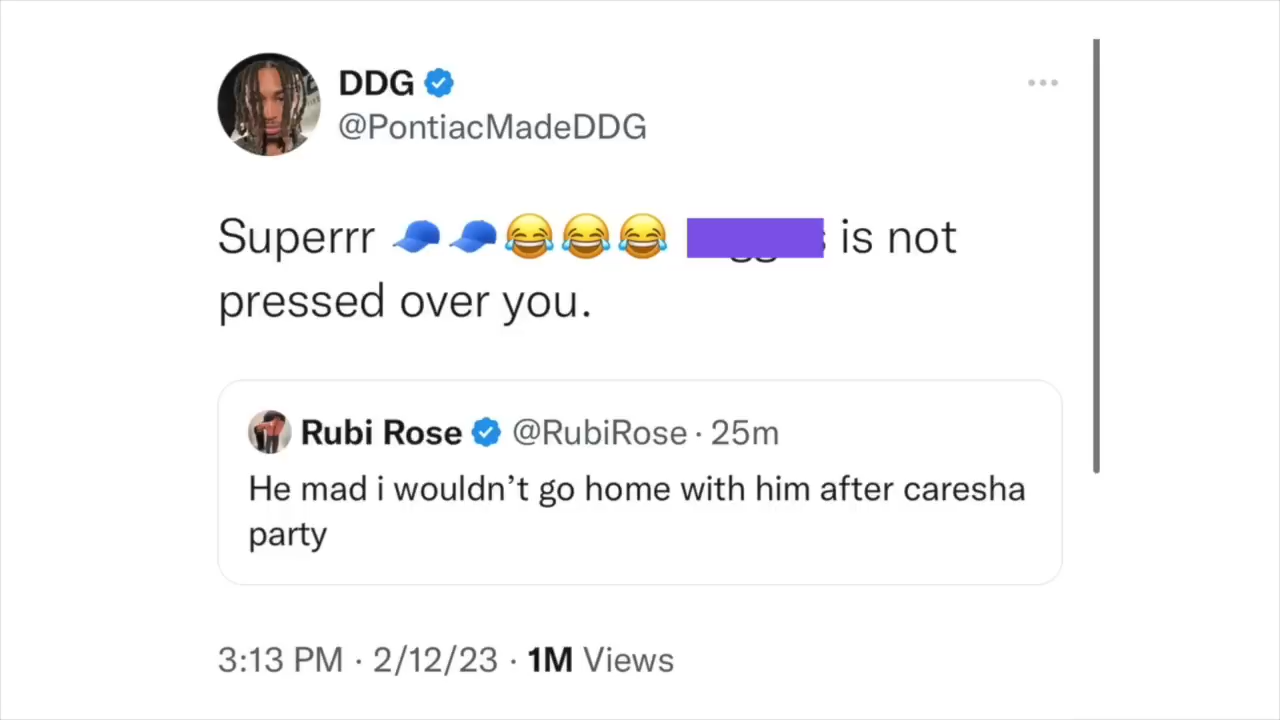 DDG
@PontiacMadeDDG
Superrr 🧢🧢😂😂😂 is not
pressed over you.
Rubi Rose @RubiRose · 25m
He mad i wouldn’t go home with him after caresha
party
3:13 PM · 2/12/23 · 1M Views